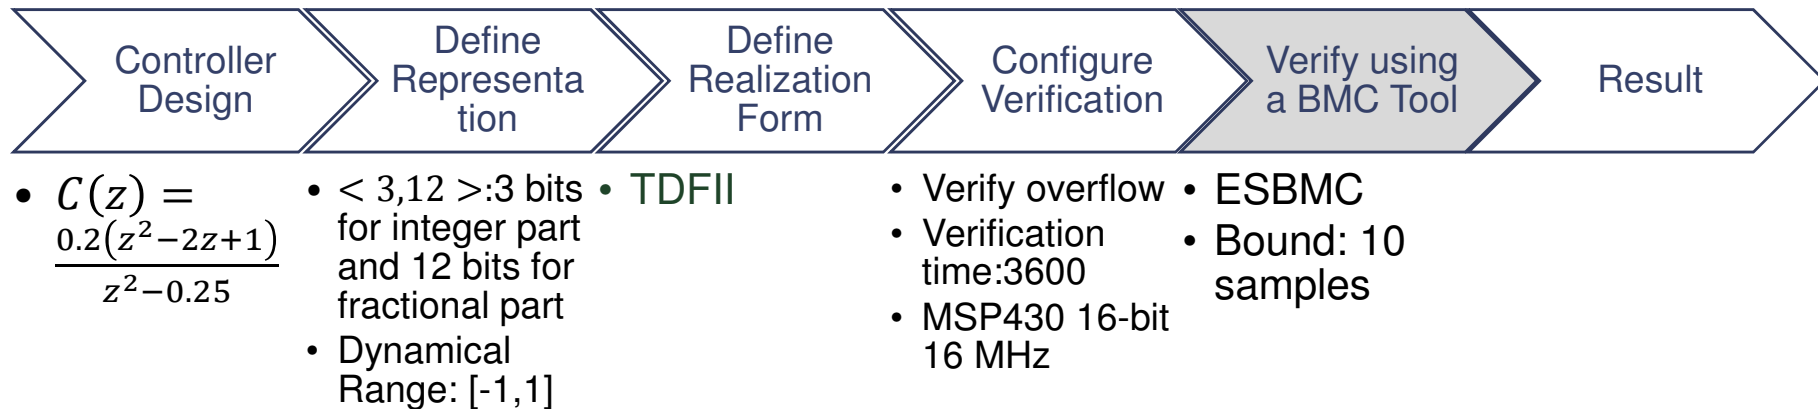 Controller
Design
Define
Representa
tion
Define
Realization
Form
Configure
Verification
Verify using
a BMC Tool
Result
• C(z) =
0.2(z²−2z+1)
z²−0.25
• < 3,12 >:3 bits
for integer part
and 12 bits for
fractional part
• Dynamical
Range: [-1,1]
• TDFII
• Verify overflow
• Verification
time:3600
• MSP430 16-bit
16 MHz
• ESBMC
• Bound: 10
samples